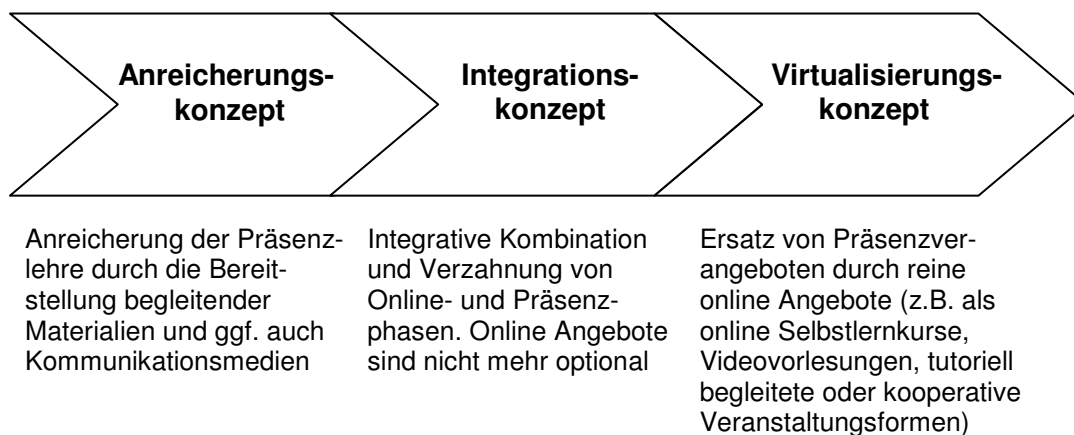 Anreicherungs-
konzept
Integrations-
konzept
Virtualisierungs-
konzept
Anreicherung der Präsenz-
lehre durch die Bereit-
stellung begleitender
Materialien und ggf. auch
Kommunikationsmedien
Integrative Kombination
und Verzahnung von
Online- und Präsenz-
phasen. Online Angebote
sind nicht mehr optional
Ersatz von Präsenzver-
angeboten durch reine
online Angebote (z.B. als
online Selbstlernkurse,
Videovorlesungen, tutoriell
begleitete oder kooperative
Veranstaltungsformen)